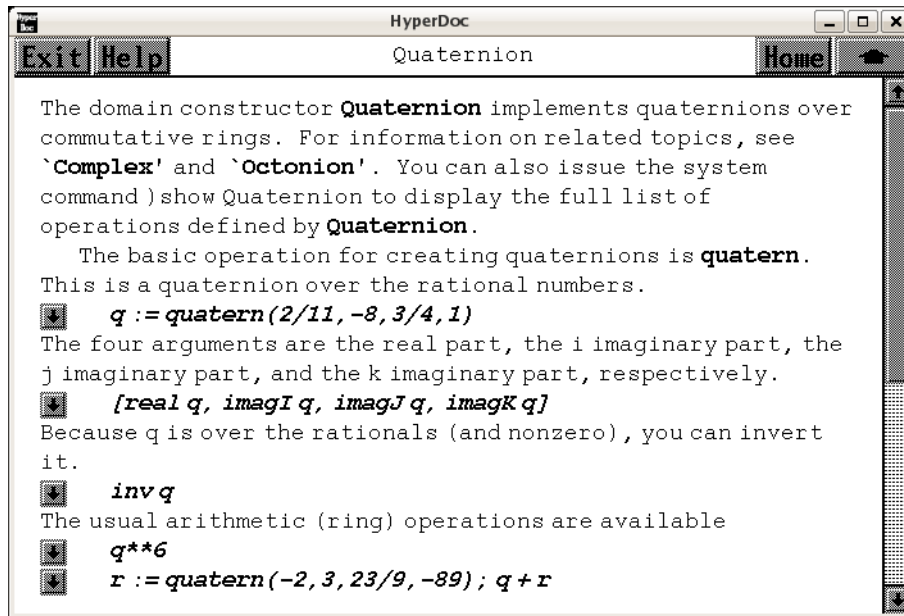 Hyper Doc
HyperDoc
Exit Help Quaternion Home
The domain constructor Quaternion implements quaternions over
commutative rings. For information on related topics, see
`Complex' and `Octonion'. You can also issue the system
command )show Quaternion to display the full list of
operations defined by Quaternion.
The basic operation for creating quaternions is quatern.
This is a quaternion over the rational numbers.
q := quatern(2/11,-8,3/4,1)
The four arguments are the real part, the i imaginary part, the
j imaginary part, and the k imaginary part, respectively.
[real q, imagI q, imagJ q, imagK q]
Because q is over the rationals (and nonzero), you can invert
it.
inv q
The usual arithmetic (ring) operations are available
q**6
r := quatern(-2,3,23/9,-89); q + r